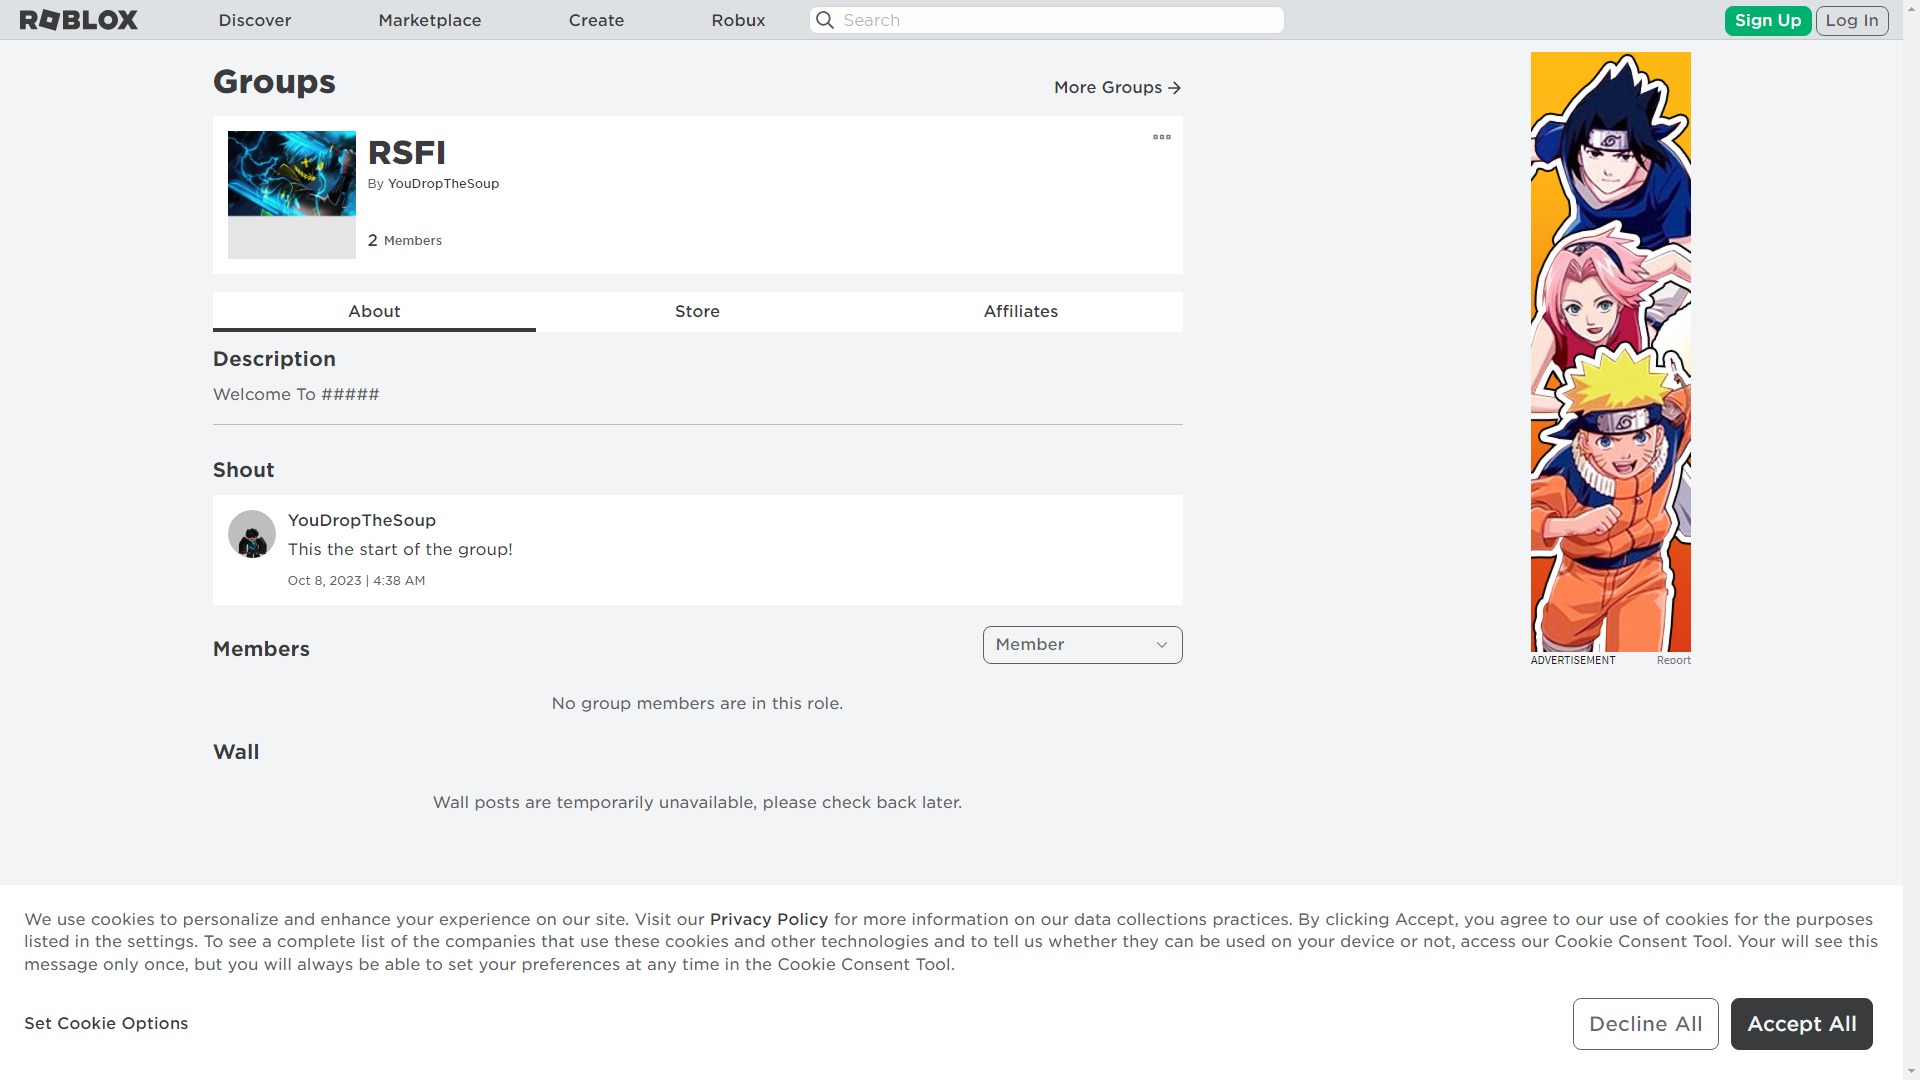 ROBLOX
Discover
Marketplace
Create
Robux
Search
Sign Up
Log In
Groups
More Groups
RSFI
By YouDropTheSoup
2 Members
About
Store
Affiliates
Description
Welcome To #####
Shout
YouDropTheSoup
This the start of the group!
Oct 8, 2023 | 4:38 AM
Members
Member
No group members are in this role.
Wall
Wall posts are temporarily unavailable, please check back later.
ADVERTISEMENT
Report
We use cookies to personalize and enhance your experience on our site. Visit our Privacy Policy for more information on our data collections practices. By clicking Accept, you agree to our use of cookies for the purposes
listed in the settings. To see a complete list of the companies that use these cookies and other technologies and to tell us whether they can be used on your device or not, access our Cookie Consent Tool. Your will see this
message only once, but you will always be able to set your preferences at any time in the Cookie Consent Tool.
Set Cookie Options
Decline All
Accept All